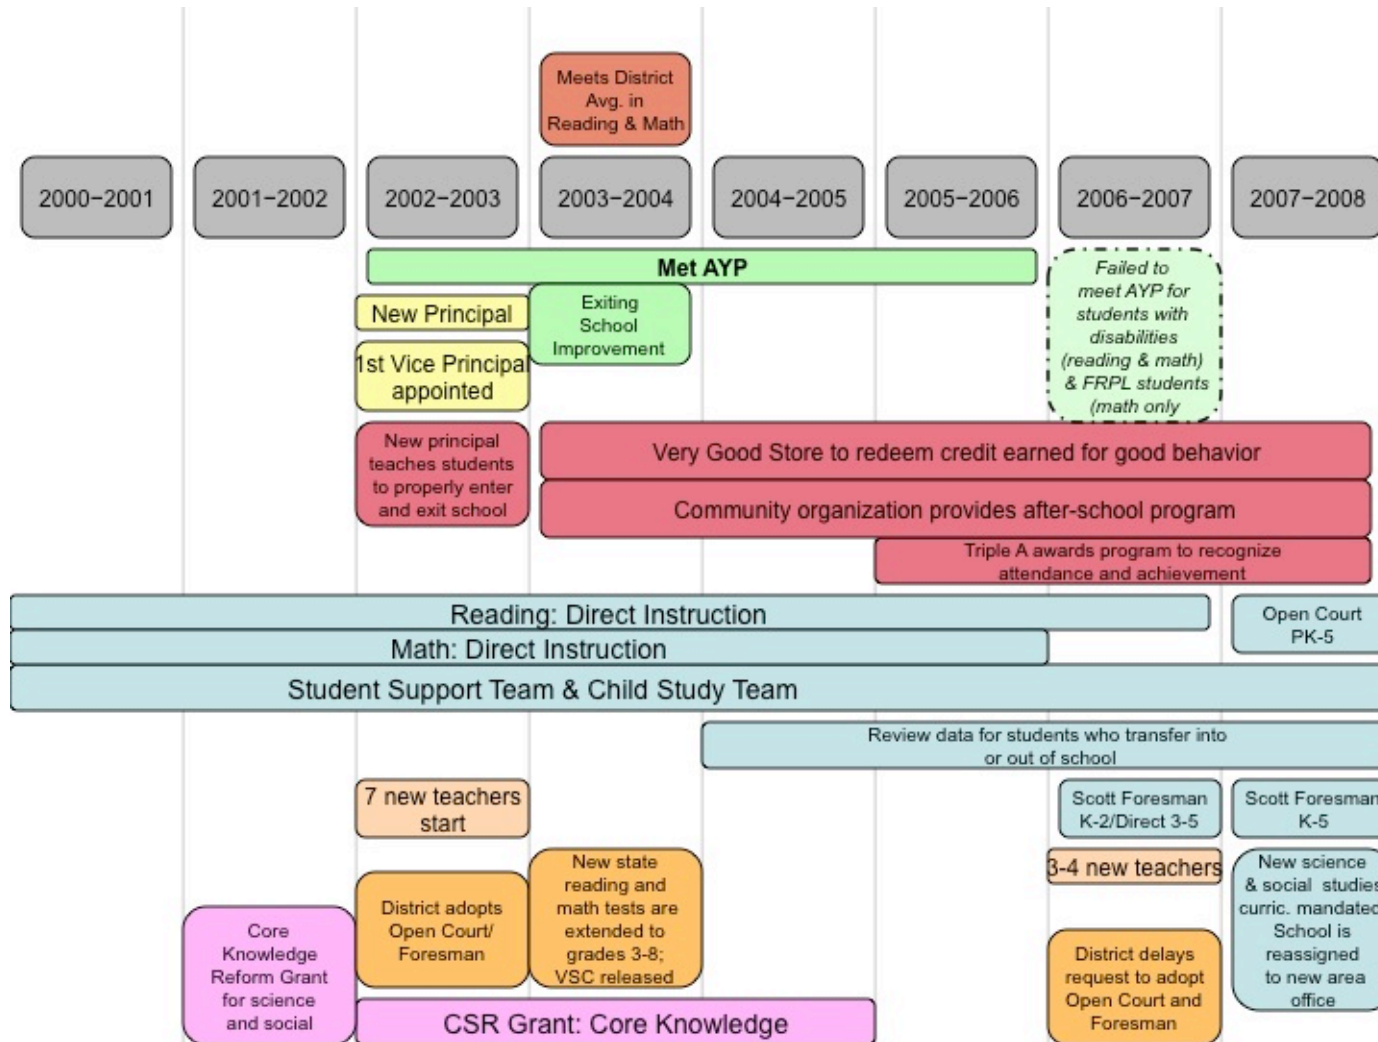 Meets District
Avg. in
Reading & Math
2000−2001
2001−2002
2002−2003
2003−2004
2004−2005
2005−2006
2006−2007
2007−2008
Met AYP
Failed to
meet AYP for
students with
disabilities
(reading & math)
& FRPL students
(math only
New Principal
Exiting
School
Improvement
1st Vice Principal
appointed
New principal
teaches students
to properly enter
and exit school
Very Good Store to redeem credit earned for good behavior
Community organization provides after-school program
Triple A awards program to recognize
attendance and achievement
Reading: Direct Instruction
Open Court
PK-5
Math: Direct Instruction
Student Support Team & Child Study Team
Review data for students who transfer into
or out of school
7 new teachers
start
Scott Foresman
K-2/Direct 3-5
Scott Foresman
K-5
3-4 new teachers
New science
& social studies
curric. mandated
School is
reassigned
to new area
office
New state
reading and
math tests are
extended to
grades 3-8;
VSC released
District adopts
Open Court/
Foresman
Core
Knowledge
Reform Grant
for science
and social
District delays
request to adopt
Open Court and
Foresman
CSR Grant: Core Knowledge